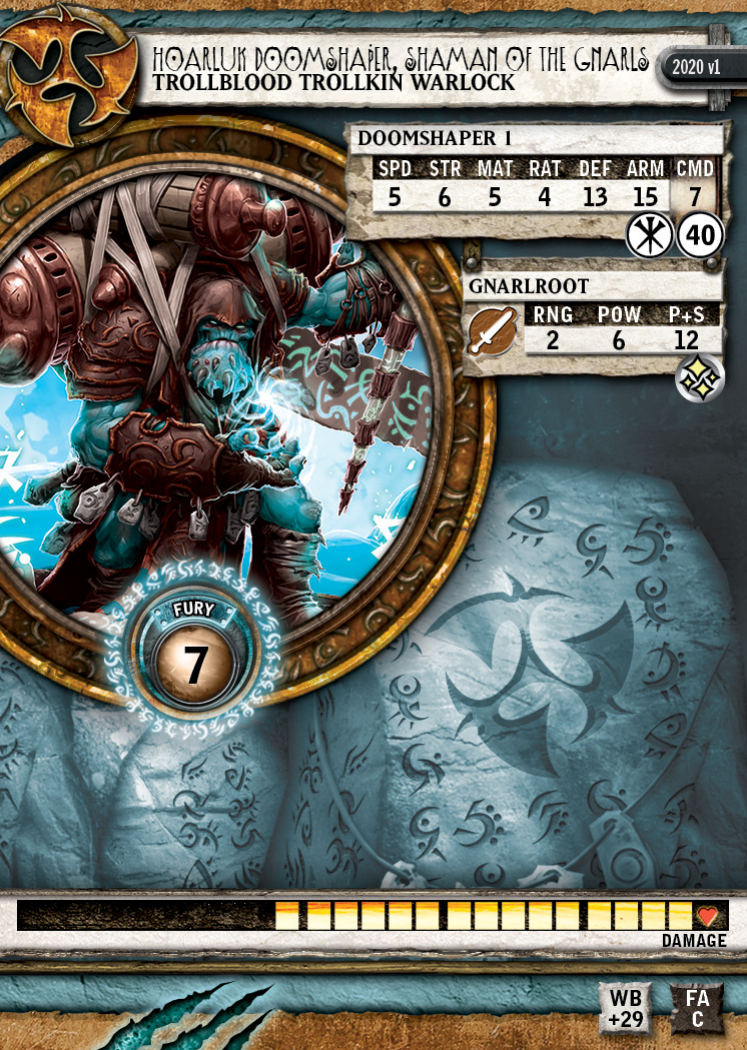 HOARLUK DOOMSHAPER, SHAMAN OF THE GNARLS
TROLLBLOOD TROLLKIN WARLOCK
2020 v1
DOOMSHAPER 1
SPD STR MAT RAT DEF ARM CMD
5 6 5 4 13 15 7
40
GNARLROOT
RNG POW P+S
2 6 12
FURY
7
DAMAGE
WB
+29
FA
C